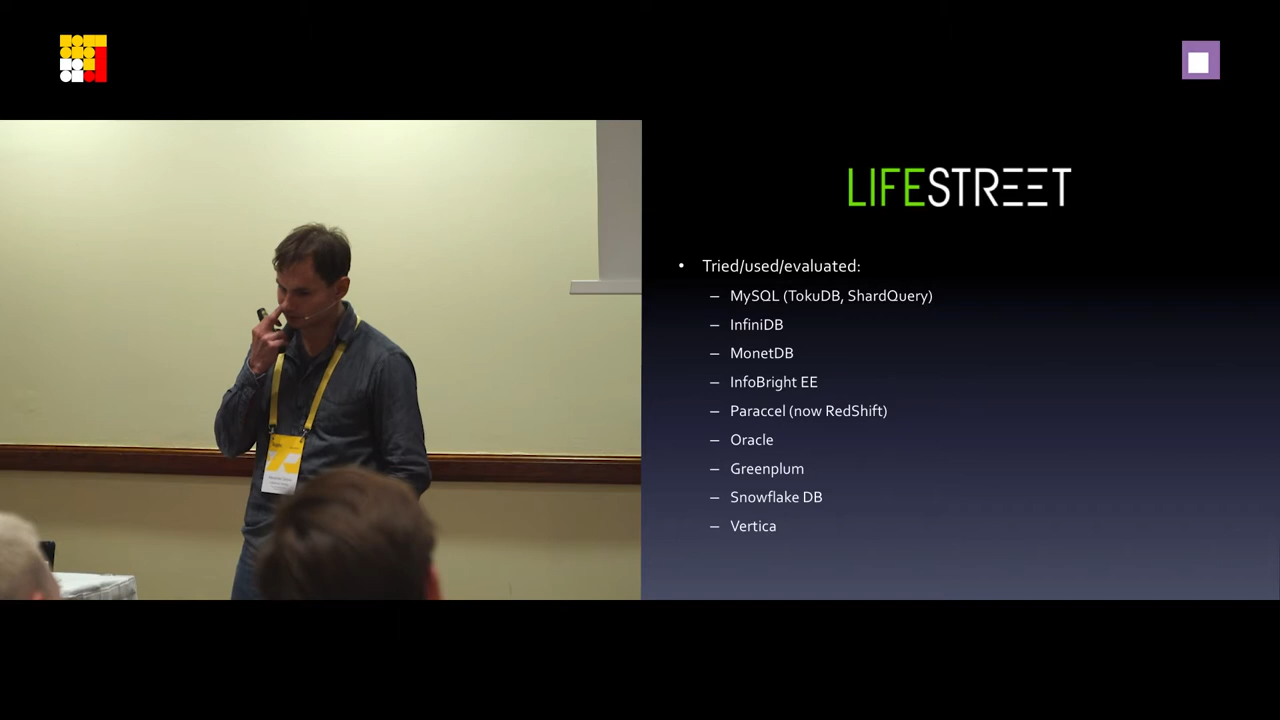 LIFESTREET
• Tried/used/evaluated:
– MySQL (TokuDB, ShardQuery)
– InfiniDB
– MonetDB
– InfoBright EE
– Paraccel (now RedShift)
– Oracle
– Greenplum
– Snowflake DB
– Vertica